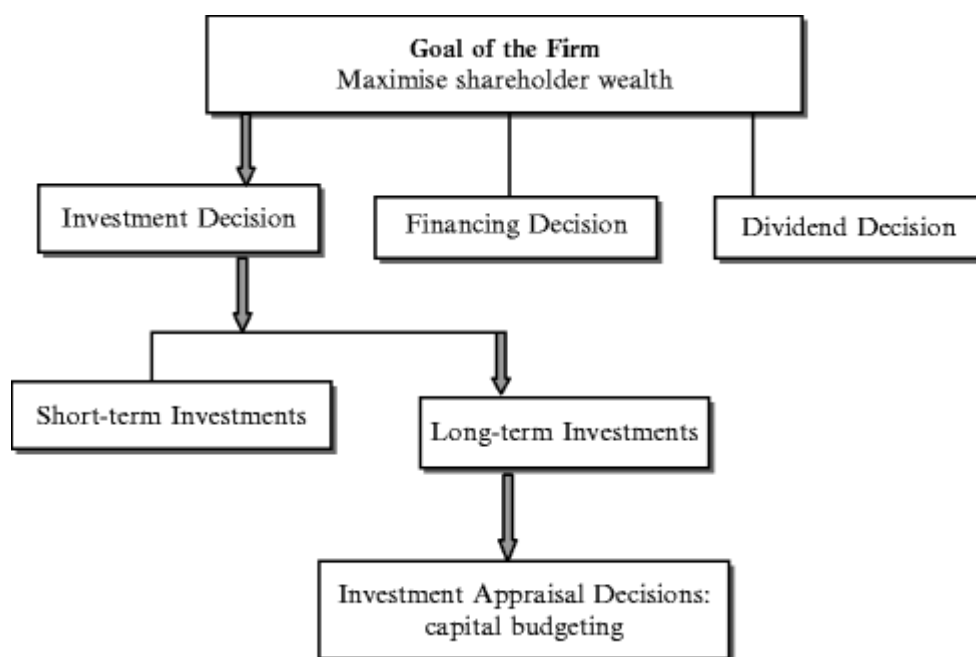 Goal of the Firm
Maximise shareholder wealth
Investment Decision
Financing Decision
Dividend Decision
Short-term Investments
Long-term Investments
Investment Appraisal Decisions:
capital budgeting